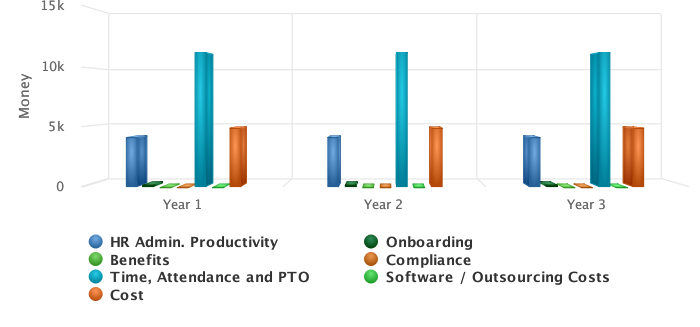 15k
10k
5k
0
Money
Year 1 Year 2 Year 3
HR Admin. Productivity Onboarding
Benefits Compliance
Time, Attendance and PTO Software / Outsourcing Costs
Cost